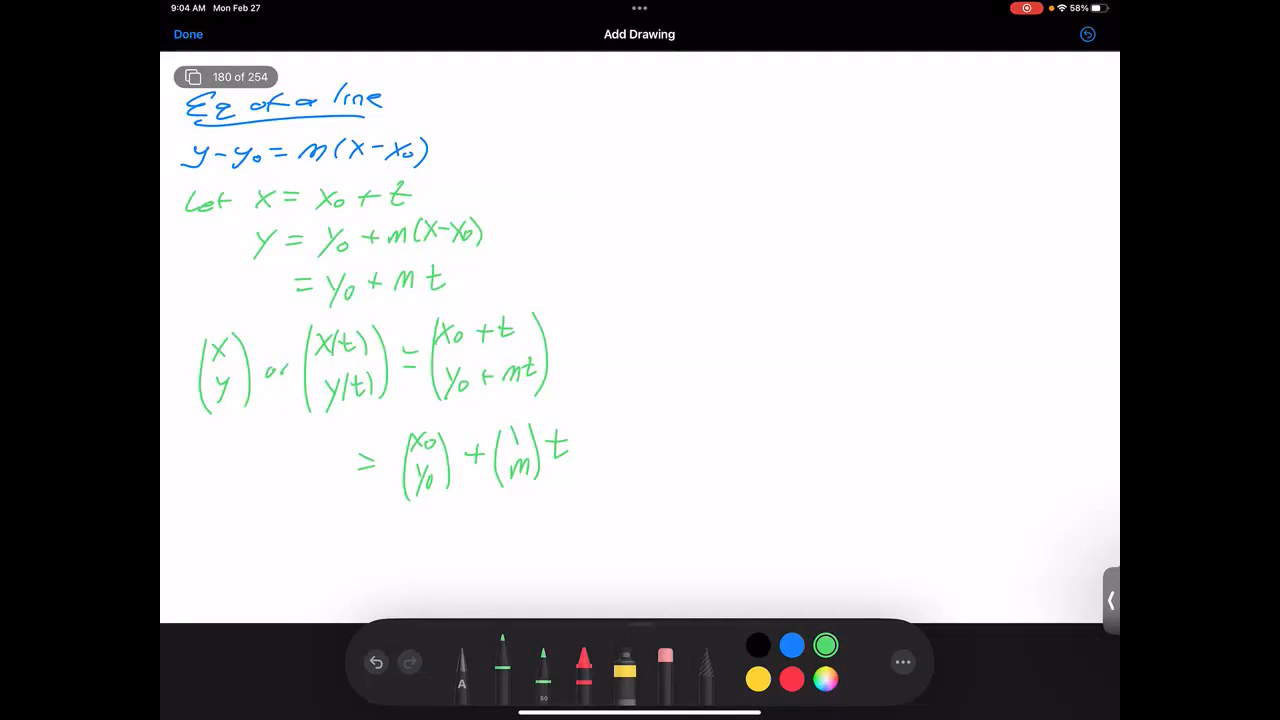 9:04 AM Mon Feb 27
58%
Done
Add Drawing
180 of 254
Eq of a line
y-y₀ = m(x-x₀)
Let x = x₀ + t
y = y₀ + m(x-x₀)
= y₀ + m t
(x y) or (x(t) y(t)) = (x₀ + t y₀ + mt)
= (x₀ y₀) + (1 m) t
A
50